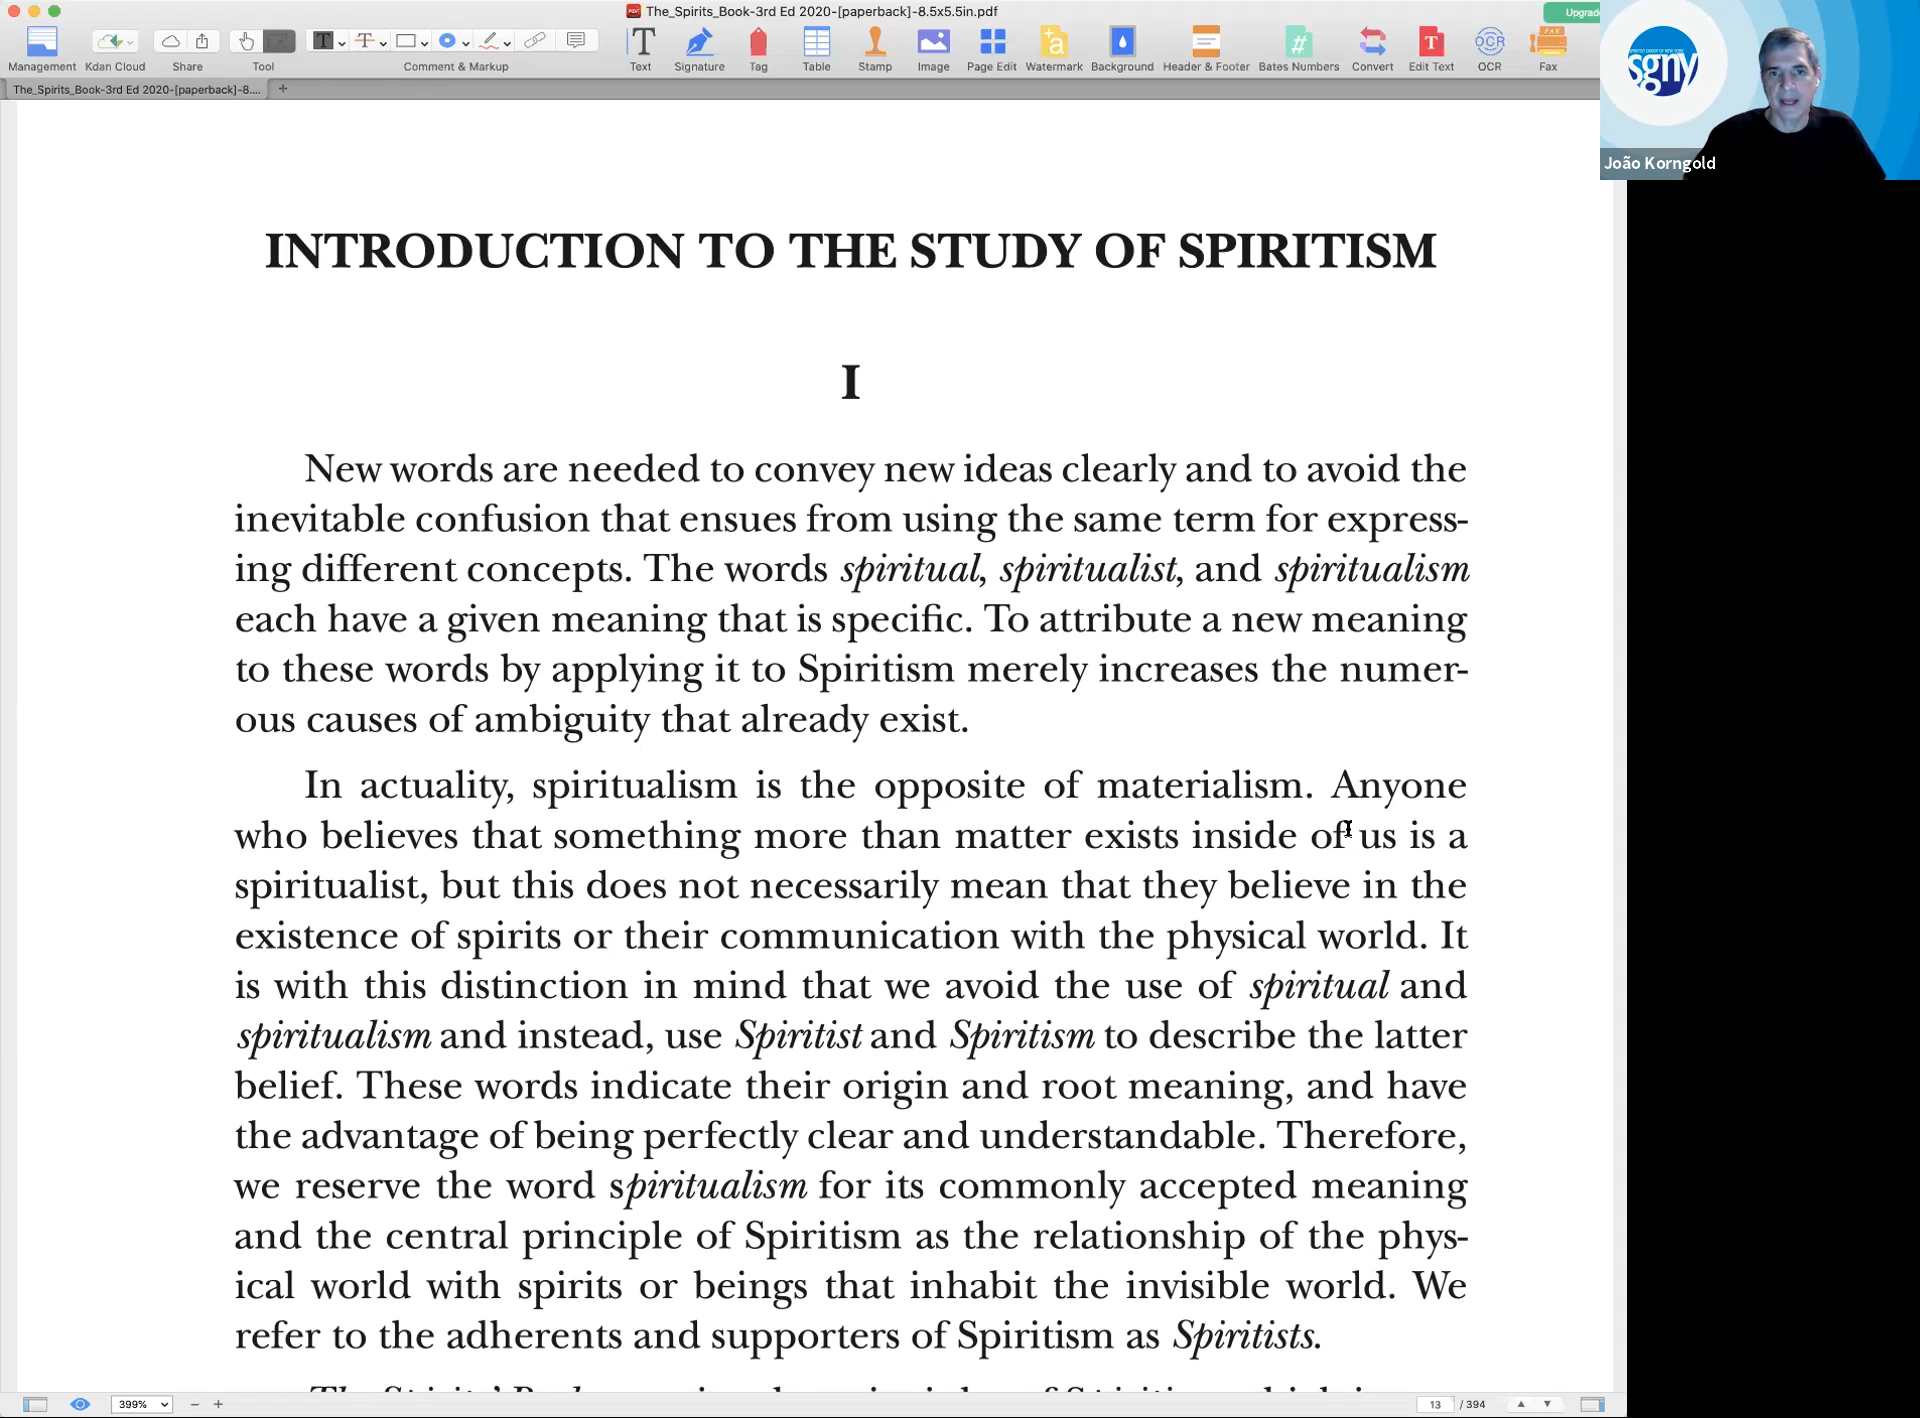 The_Spirits_Book-3rd Ed 2020-[paperback]-8.5x5.5in.pdf
Upgrade
Management Kdan Cloud Share Tool Comment & Markup Text Signature Tag Table Stamp Image Page Edit Watermark Background Header & Footer Bates Numbers Convert Edit Text OCR Fax
The_Spirits_Book-3rd Ed 2020-[paperback]-8....
sgny
João Korngold
INTRODUCTION TO THE STUDY OF SPIRITISM
I
New words are needed to convey new ideas clearly and to avoid the
inevitable confusion that ensues from using the same term for express-
ing different concepts. The words spiritual, spiritualist, and spiritualism
each have a given meaning that is specific. To attribute a new meaning
to these words by applying it to Spiritism merely increases the numer-
ous causes of ambiguity that already exist.
In actuality, spiritualism is the opposite of materialism. Anyone
who believes that something more than matter exists inside of us is a
spiritualist, but this does not necessarily mean that they believe in the
existence of spirits or their communication with the physical world. It
is with this distinction in mind that we avoid the use of spiritual and
spiritualism and instead, use Spiritist and Spiritism to describe the latter
belief. These words indicate their origin and root meaning, and have
the advantage of being perfectly clear and understandable. Therefore,
we reserve the word spiritualism for its commonly accepted meaning
and the central principle of Spiritism as the relationship of the phys-
ical world with spirits or beings that inhabit the invisible world. We
refer to the adherents and supporters of Spiritism as Spiritists.
399%
13 / 394